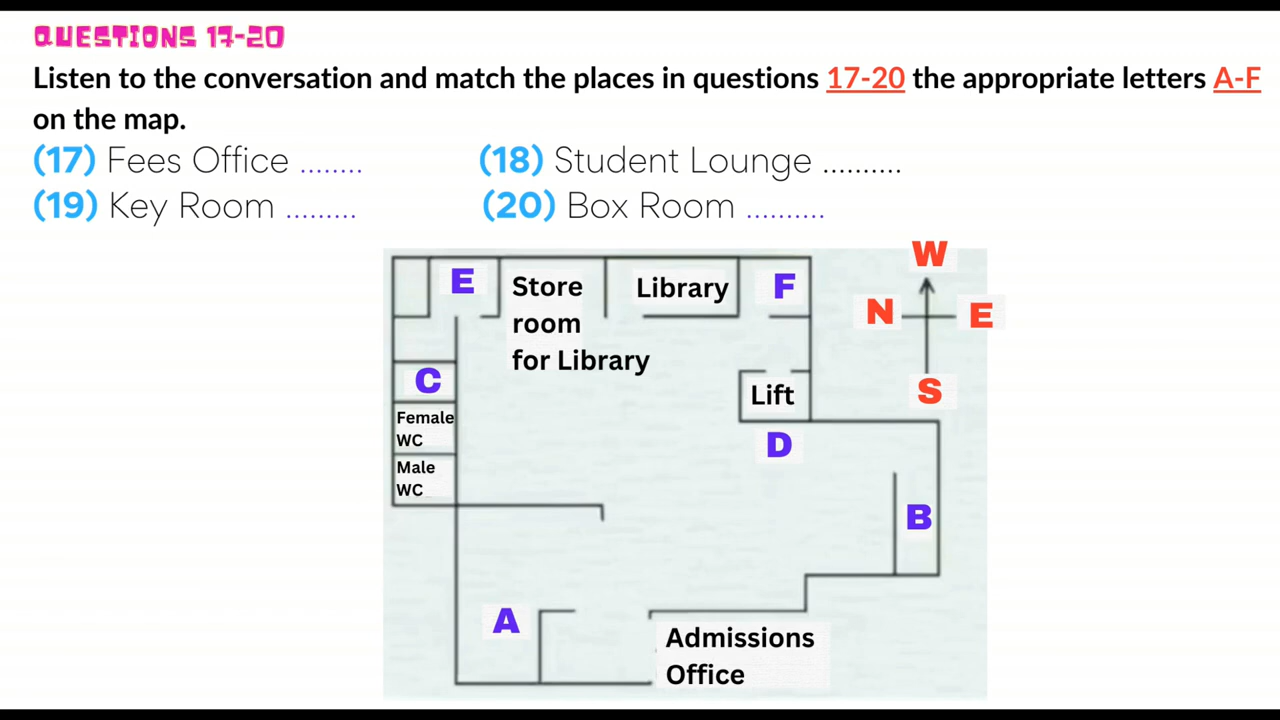 QUESTIONS 17-20
Listen to the conversation and match the places in questions 17-20 the appropriate letters A-F
on the map.
(17) Fees Office ........ (18) Student Lounge ..........
(19) Key Room ......... (20) Box Room ..........
W
N E
S
E
Store
room
for Library
Library
F
C
Lift
Female
WC
D
Male
WC
B
A
Admissions
Office